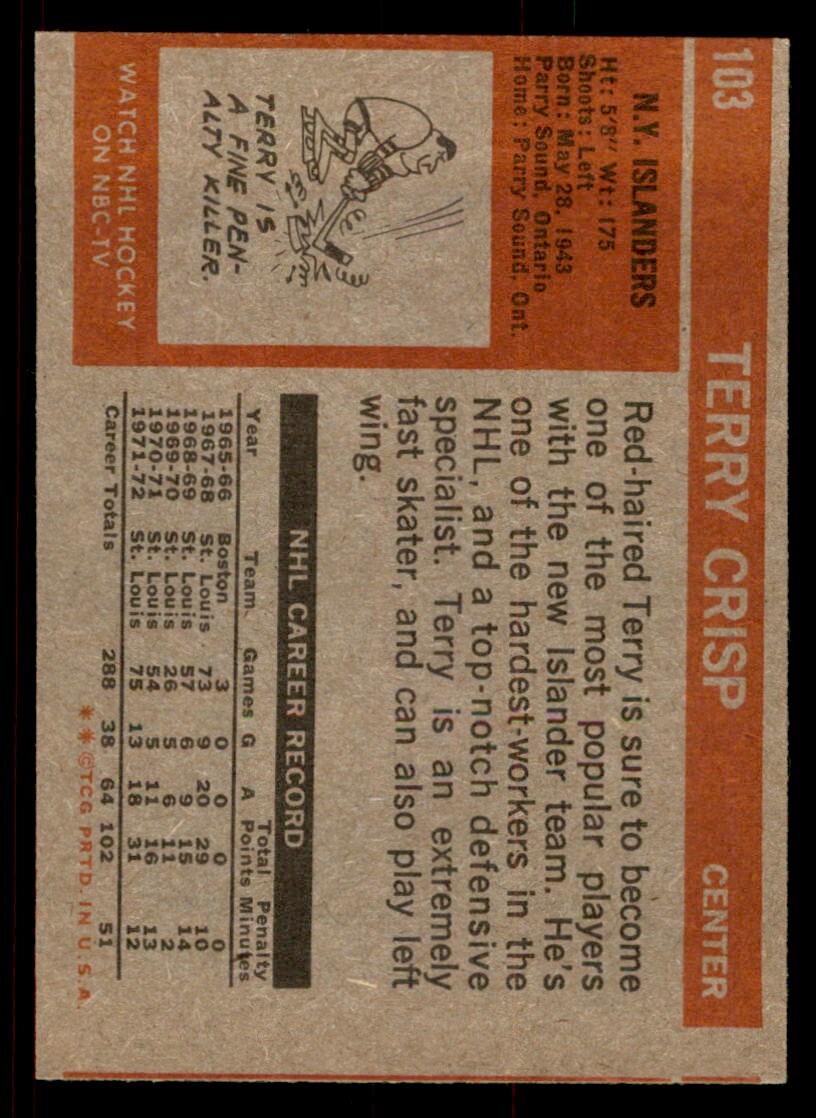 103
TERRY CRISP
CENTER
N.Y. ISLANDERS
Ht: 5'8" Wt: 175
Shoots: Left
Born: May 28, 1943
Parry Sound, Ontario
Home: Parry Sound, Ont.
TERRY IS
A FINE PEN-
ALTY KILLER.
WATCH NHL HOCKEY
ON NBC-TV
Red-haired Terry is sure to become
one of the most popular players
with the new Islander team. He's
one of the hardest-workers in the
NHL, and a top-notch defensive
specialist. Terry is an extremely
fast skater, and can also play left
wing.
NHL CAREER RECORD
Total Penalty
Year Team Games G A Points Minutes
1965-66 Boston 3 0 0 0 0
1967-68 St. Louis 73 9 20 29 10
1968-69 St. Louis 57 6 9 15 14
1969-70 St. Louis 26 5 6 11 2
1970-71 St. Louis 54 5 11 16 13
1971-72 St. Louis 75 13 18 31 12
Career Totals 288 38 64 102 51
**©TCG PRTD. IN U.S.A.